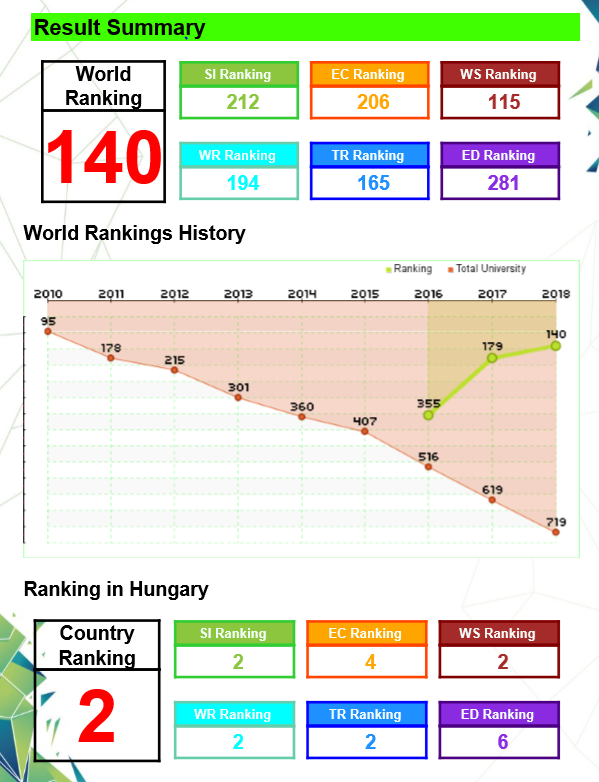 Result Summary
World
Ranking
140
SI Ranking
212
EC Ranking
206
WS Ranking
115
WR Ranking
194
TR Ranking
165
ED Ranking
281
World Rankings History
Ranking Total University
2010 2011 2012 2013 2014 2015 2016 2017 2018
95
178
215
301
360
407
355
179
140
516
619
719
Ranking in Hungary
Country
Ranking
2
SI Ranking
2
EC Ranking
4
WS Ranking
2
WR Ranking
2
TR Ranking
2
ED Ranking
6